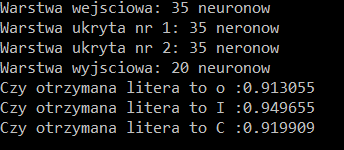 Warstwa wejsciowa: 35 neuronow
Warstwa ukryta nr 1: 35 neronow
Warstwa ukryta nr 2: 35 neronow
Warstwa wyjsciowa: 20 neuronow
Czy otrzymana litera to o :0.913055
Czy otrzymana litera to I :0.949655
Czy otrzymana litera to C :0.919909